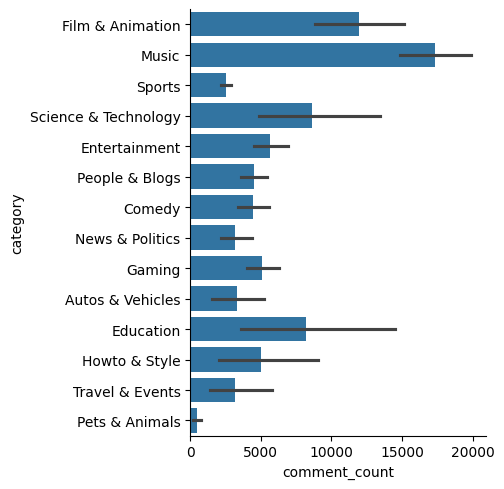 Film & Animation
Music
Sports
Science & Technology
Entertainment
People & Blogs
Comedy
News & Politics
Gaming
Autos & Vehicles
Education
Howto & Style
Travel & Events
Pets & Animals
category
0 5000 10000 15000 20000
comment_count